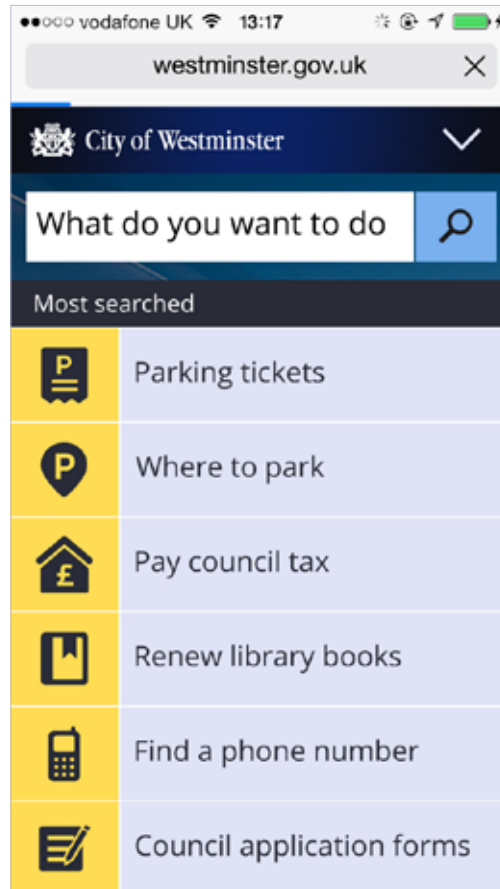 vodafone UK 13:17
westminster.gov.uk
City of Westminster
What do you want to do
Most searched
P
Parking tickets
P
Where to park
£
Pay council tax
Renew library books
Find a phone number
Council application forms